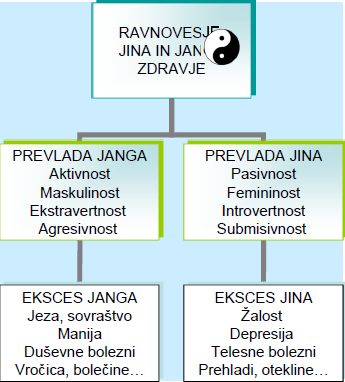 RAVNOVESJE
JINA IN JANGA
ZDRAVJE
PREVLADA JANGA
Aktivnost
Maskulinost
Ekstravertnost
Agresivnost
PREVLADA JINA
Pasivnost
Femininost
Introvertnost
Submisivnost
EKSCES JANGA
Jeza, sovraštvo
Manija
Duševne bolezni
Vročica, bolečine…
EKSCES JINA
Žalost
Depresija
Telesne bolezni
Prehladi, otekline…